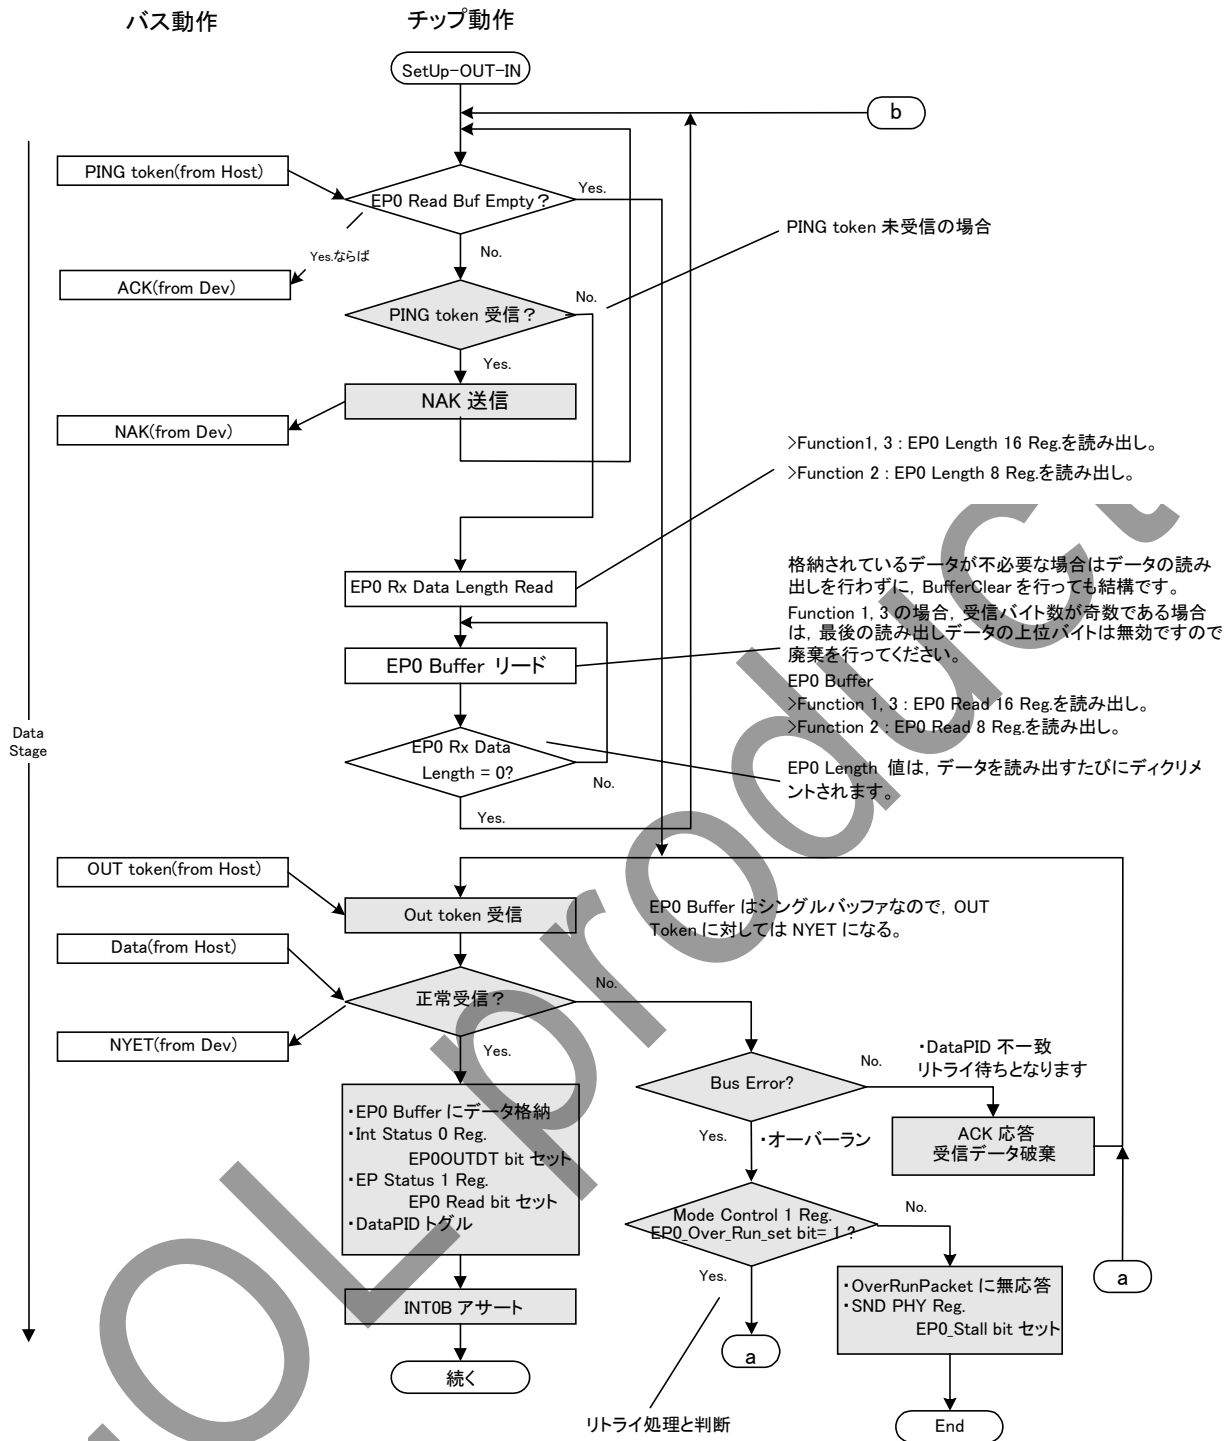 バス動作
チップ動作
SetUp-OUT-IN
b
PING token(from Host)
EP0 Read Buf Empty？
Yes.
PING token 未受信の場合
Yes.ならば
No.
ACK(from Dev)
PING token 受信？
No.
Yes.
NAK 送信
NAK(from Dev)
>Function1, 3 : EP0 Length 16 Reg.を読み出し。
>Function 2 : EP0 Length 8 Reg.を読み出し。
EP0 Rx Data Length Read
格納されているデータが不必要な場合はデータの読み
出しを行わずに，BufferClear を行っても結構です。
Function 1, 3 の場合，受信バイト数が奇数である場合
は，最後の読み出しデータの上位バイトは無効ですので
廃棄を行ってください。
EP0 Buffer リード
EP0 Buffer
>Function 1, 3 : EP0 Read 16 Reg.を読み出し。
>Function 2 : EP0 Read 8 Reg.を読み出し。
Data
Stage
EP0 Rx Data
Length = 0?
No.
EP0 Length 値は，データを読み出すたびにディクリメ
ントされます。
Yes.
OUT token(from Host)
Out token 受信
EP0 Buffer はシングルバッファなので，OUT
Token に対しては NYET になる。
Data(from Host)
正常受信？
No.
NYET(from Dev)
Yes.
Bus Error?
No.
・DataPID 不一致
リトライ待ちとなります
・EP0 Buffer にデータ格納
・Int Status 0 Reg.
EP0OUTDT bit セット
・EP Status 1 Reg.
EP0 Read bit セット
・DataPID トグル
Yes.
・オーバーラン
ACK 応答
受信データ破棄
Mode Control 1 Reg.
EP0_Over_Run_set bit= 1 ?
No.
Yes.
a
INT0B アサート
・OverRunPacket に無応答
・SND PHY Reg.
EP0_Stall bit セット
a
続く
リトライ処理と判断
End
OL product